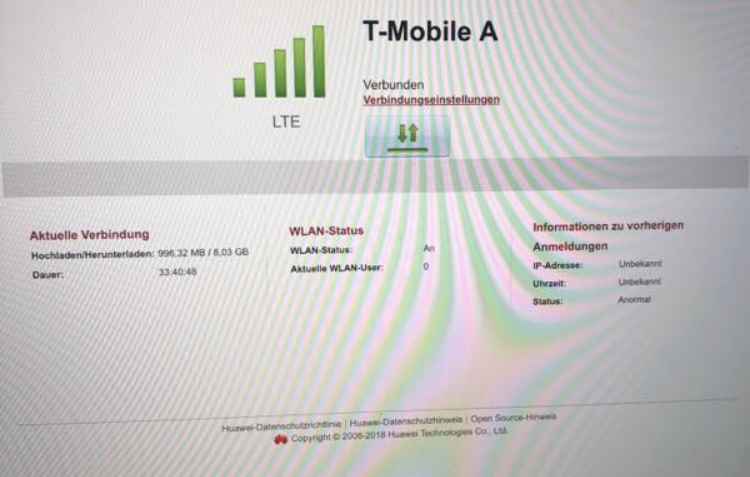 T-Mobile A
Verbunden
Verbindungseinstellungen
LTE
Aktuelle Verbindung
Hochladen/Herunterladen: 996,32 MB / 8,03 GB
Dauer: 33:40:48
WLAN-Status
WLAN-Status: An
Aktuelle WLAN-User: 0
Informationen zu vorherigen
Anmeldungen
IP-Adresse: Unbekannt
Uhrzeit: Unbekannt
Status: Anormal
Huawei-Datenschutzrichtlinie | Huawei-Datenschutzhinweis | Open Source-Hinweis
Copyright © 2006-2018 Huawei Technologies Co., Ltd.